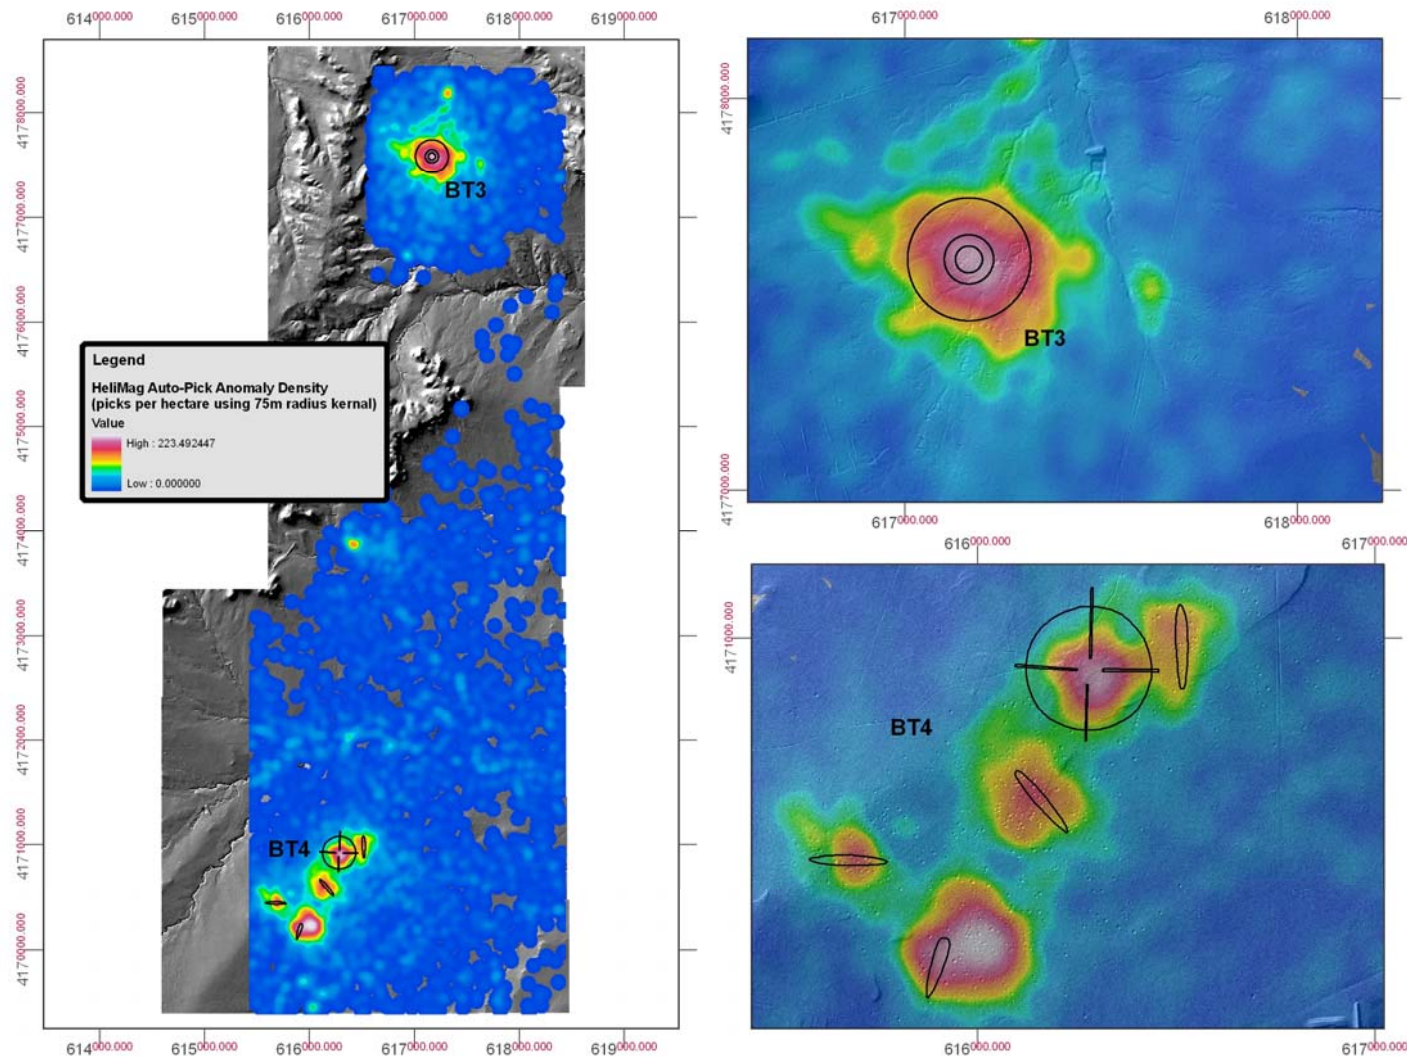 614000.000 615000.000 616000.000 617000.000 618000.000 619000.000
4178000.000
4177000.000
4176000.000
4175000.000
4174000.000
4173000.000
4172000.000
4171000.000
4170000.000
BT3
Legend
HeliMag Auto-Pick Anomaly Density
(picks per hectare using 75m radius kernal)
Value
High : 223.492447
Low : 0.000000
BT4
614000.000 615000.000 616000.000 617000.000 618000.000 619000.000
617000.000 618000.000
4178000.000
4177000.000
BT3
617000.000 618000.000
616000.000 617000.000
4171000.000
BT4
616000.000 617000.000